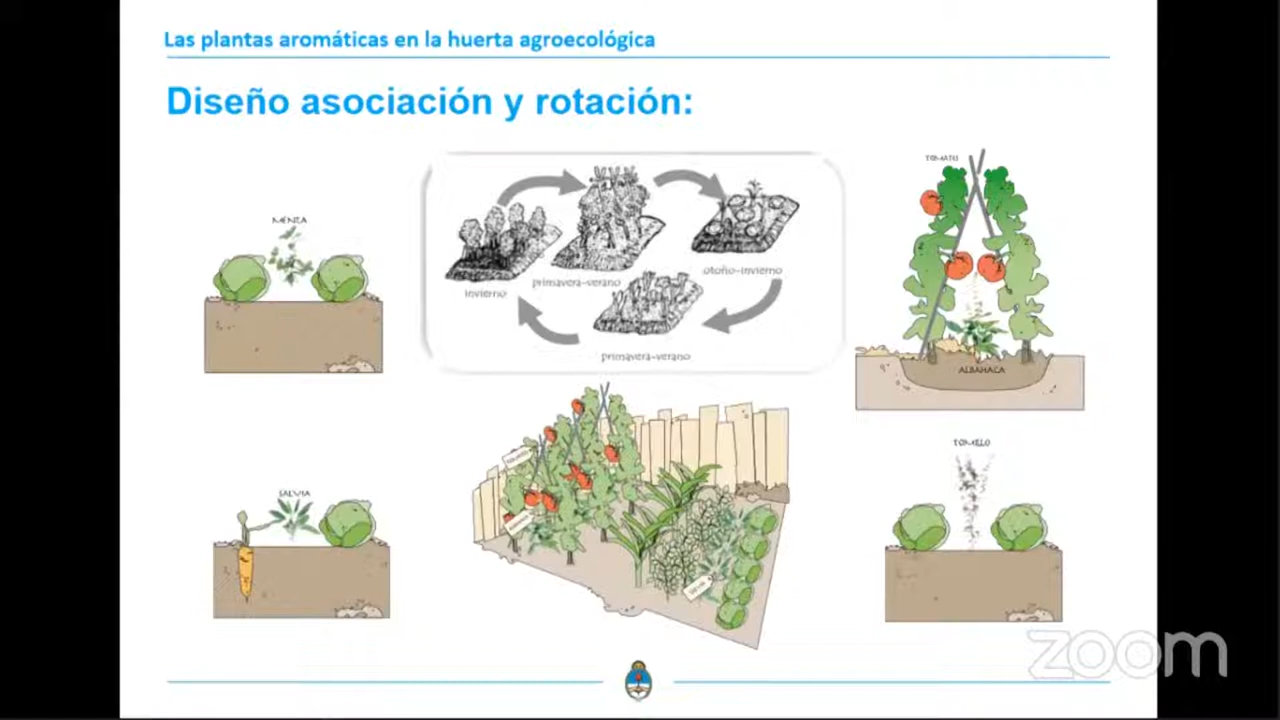 Las plantas aromáticas en la huerta agroecológica
Diseño asociación y rotación:
MENTA
invierno
primavera-verano
otoño-invierno
primavera-verano
TOMATE
ALBAHACA
SALVIA
TOMILLO
zoom